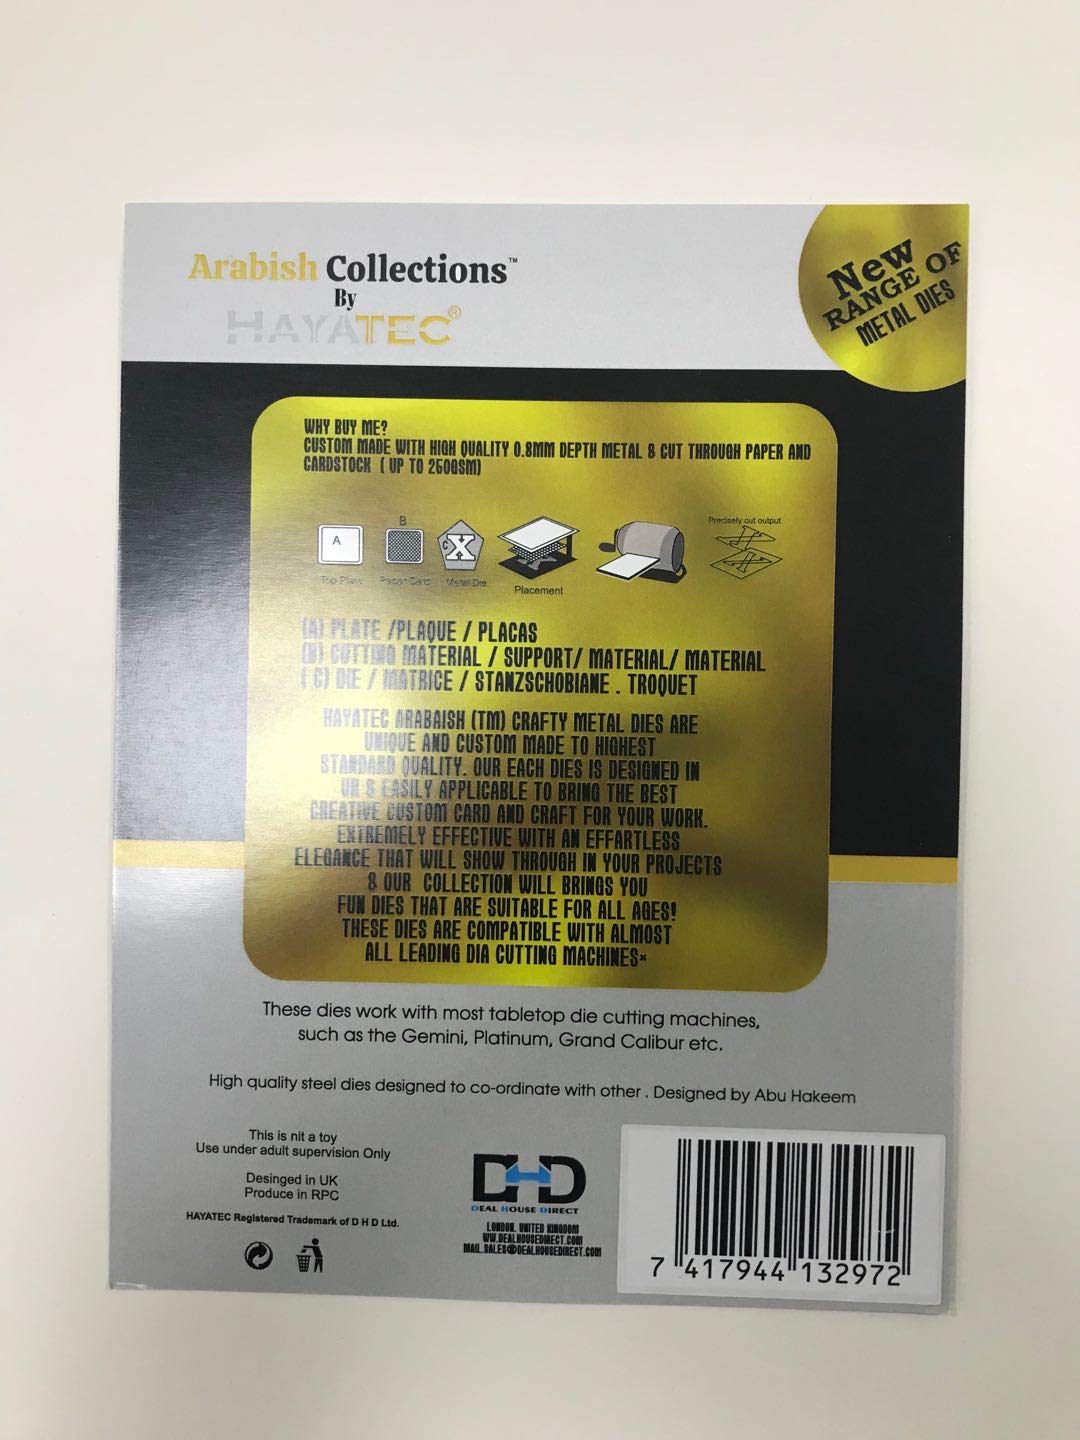 Arabish Collections™
By
HAYATEC®
New
RANGE OF
METAL DIES
WHY BUY ME?
CUSTOM MADE WITH HIGH QUALITY 0.8MM DEPTH METAL & CUT THROUGH PAPER AND
CARDSTOCK ( UP TO 250GSM)
A
B
C
X
Precisely cut output
Top Plate
Paper Card
Metal Die
Placement
(A) PLATE /PLAQUE / PLACAS
(B) CUTTING MATERIAL / SUPPORT/ MATERIAL/ MATERIAL
( C) DIE / MATRICE / STANZSCHOBIANE . TROQUET
HAYATEC ARABAISH (TM) CRAFTY METAL DIES ARE
UNIQUE AND CUSTOM MADE TO HIGHEST
STANDARD QUALITY. OUR EACH DIES IS DESIGNED IN
UK & EASILY APPLICABLE TO BRING THE BEST
CREATIVE CUSTOM CARD AND CRAFT FOR YOUR WORK.
EXTREMELY EFFECTIVE WITH AN EFFARTLESS
ELEGANCE THAT WILL SHOW THROUGH IN YOUR PROJECTS
& OUR COLLECTION WILL BRINGS YOU
FUN DIES THAT ARE SUITABLE FOR ALL AGES!
THESE DIES ARE COMPATIBLE WITH ALMOST
ALL LEADING DIA CUTTING MACHINES*
These dies work with most tabletop die cutting machines,
such as the Gemini, Platinum, Grand Calibur etc.
High quality steel dies designed to co-ordinate with other . Designed by Abu Hakeem
This is nit a toy
Use under adult supervision Only
Desinged in UK
Produce in RPC
HAYATEC Registered Trademark of D H D Ltd.
DHD
DEAL HOUSE DIRECT
LONDON. UNITED KINGDOM
WW.DEALHOUSEDIRECT.COM
MAIL.SALES@DEALHOUSEDIRECT.COM
7 417944 132972